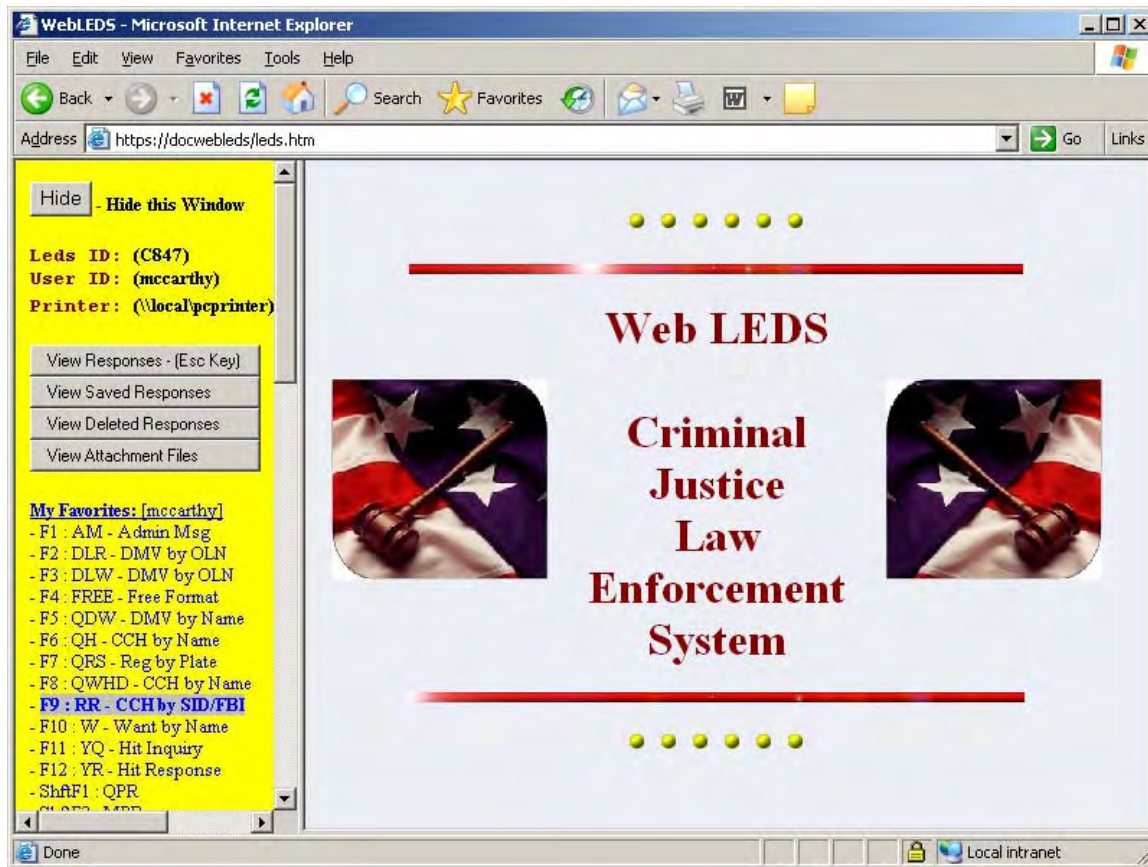 WebLEDS - Microsoft Internet Explorer
File Edit View Favorites Tools Help
Back Search Favorites
Address https://docwebleds/leds.htm Go Links
Hide - Hide this Window
Leds ID: (C847)
User ID: (mccarthy)
Printer: (\\local\pcprinter)
View Responses - (Esc Key)
View Saved Responses
View Deleted Responses
View Attachment Files
My Favorites: [mccarthy]
- F1 : AM - Admin Msg
- F2 : DLR - DMV by OLN
- F3 : DLW - DMV by OLN
- F4 : FREE - Free Format
- F5 : QDW - DMV by Name
- F6 : QH - CCH by Name
- F7 : QRS - Reg by Plate
- F8 : QWHD - CCH by Name
- F9 : RR - CCH by SID/FBI
- F10 : W - Want by Name
- F11 : YQ - Hit Inquiry
- F12 : YR - Hit Response
- ShftF1 : QPR
Web LEDS
Criminal
Justice
Law
Enforcement
System
Done Local intranet